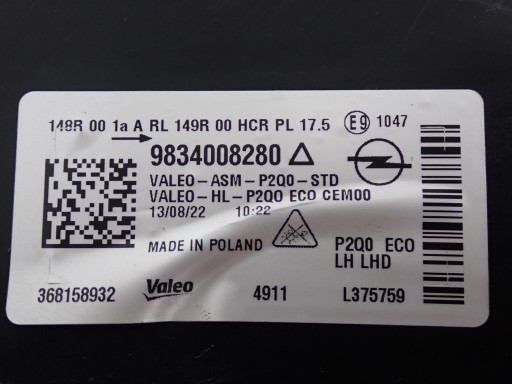 148R 00 1a A RL 149R 00 HCR PL 17.5 E9 1047
9834008280
VALEO-ASM-P2Q0-STD
VALEO-HL-P2Q0 ECO CEM00
13/08/22 10:22
MADE IN POLAND P2Q0 ECO
LH LHD
368158932 Valeo 4911 L375759